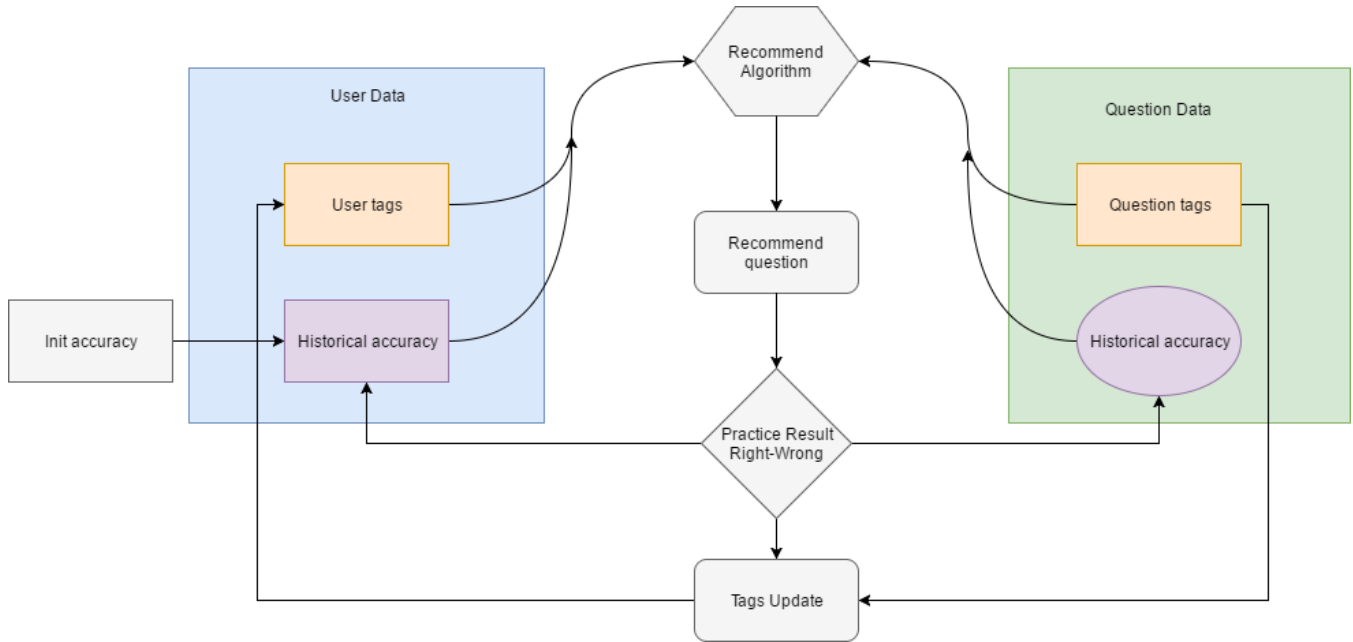 Recommend
Algorithm
User Data
Question Data
User tags
Question tags
Recommend
question
Init accuracy
Historical accuracy
Historical accuracy
Practice Result
Right-Wrong
Tags Update